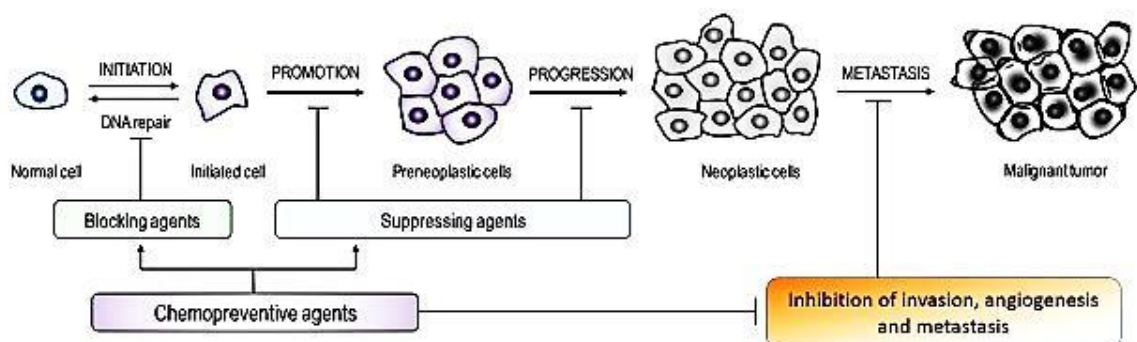 INITIATION
DNA repair
PROMOTION
PROGRESSION
METASTASIS
Normal cell
Initiated cell
Preneoplastic cells
Neoplastic cells
Malignant tumor
Blocking agents
Suppressing agents
Chemopreventive agents
Inhibition of invasion, angiogenesis
and metastasis